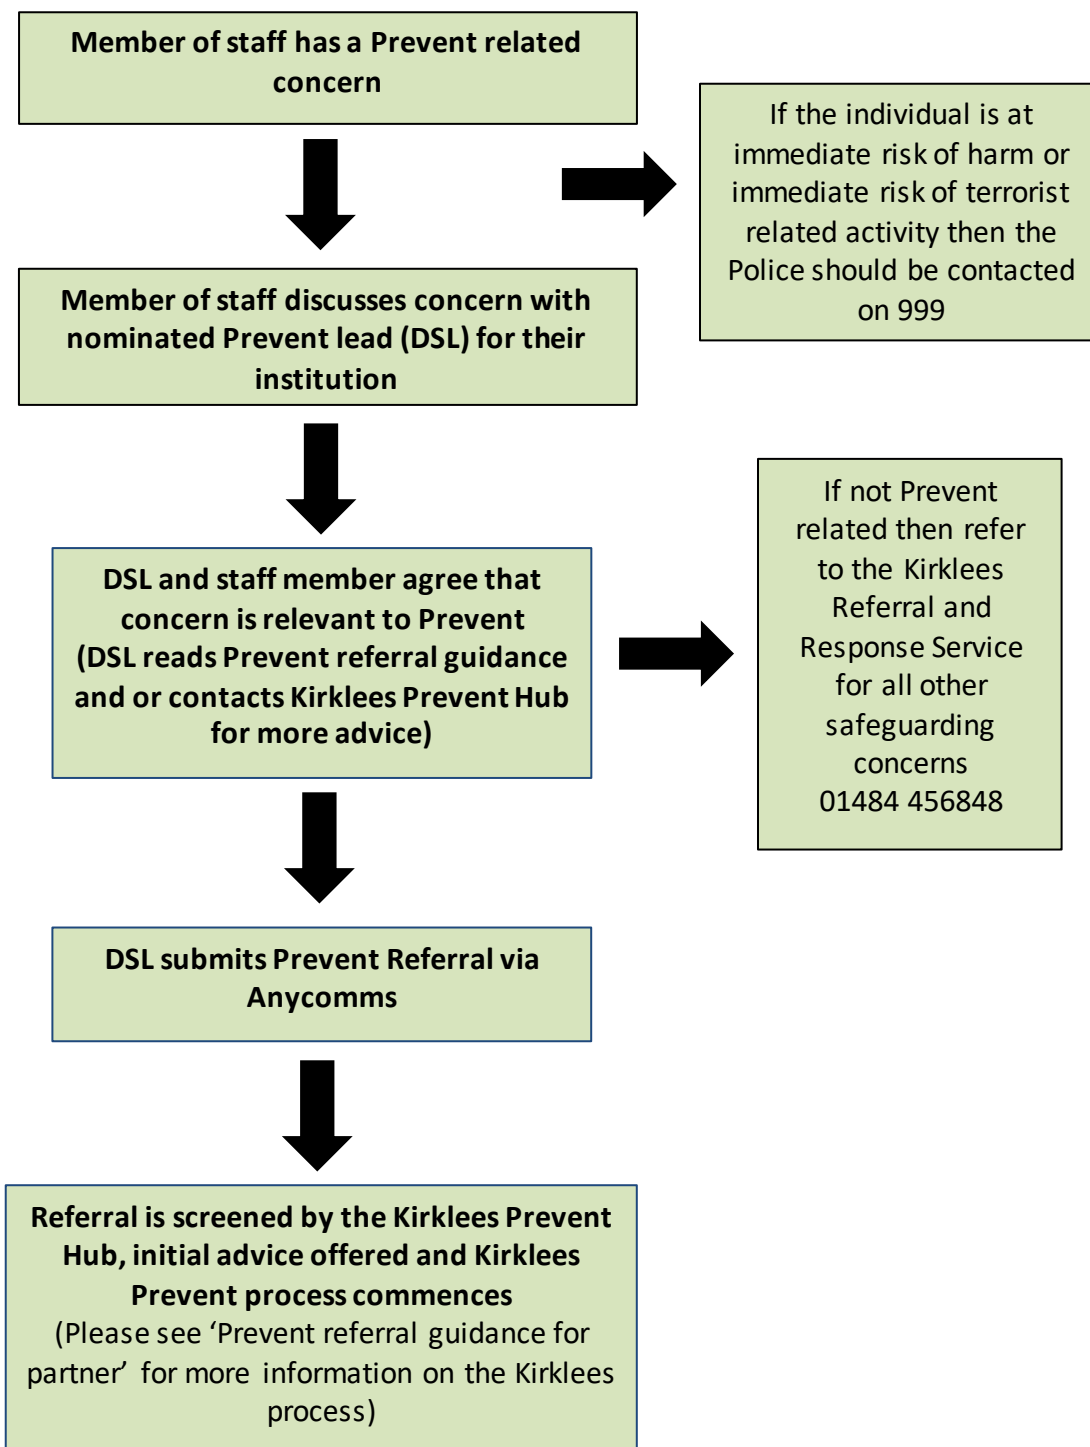 Member of staff has a Prevent related
concern
If the individual is at
immediate risk of harm or
immediate risk of terrorist
related activity then the
Police should be contacted
on 999
Member of staff discusses concern with
nominated Prevent lead (DSL) for their
institution
If not Prevent
related then refer
to the Kirklees
Referral and
Response Service
for all other
safeguarding
concerns
01484 456848
DSL and staff member agree that
concern is relevant to Prevent
(DSL reads Prevent referral guidance
and or contacts Kirklees Prevent Hub
for more advice)
DSL submits Prevent Referral via
Anycomms
Referral is screened by the Kirklees Prevent
Hub, initial advice offered and Kirklees
Prevent process commences
(Please see ‘Prevent referral guidance for
partner’ for more information on the Kirklees
process)